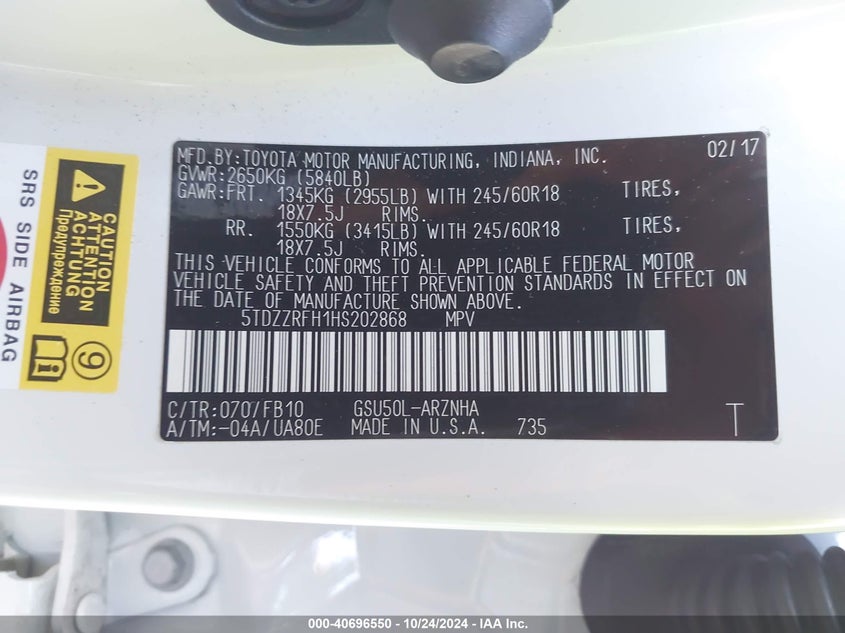 MFD.BY:TOYOTA MOTOR MANUFACTURING, INDIANA, INC. 02/17
GVWR:2650KG (5840LB)
GAWR:FRT. 1345KG (2955LB) WITH 245/60R18 TIRES,
18X7.5J RIMS.
RR. 1550KG (3415LB) WITH 245/60R18 TIRES,
18X7.5J RIMS.
THIS VEHICLE CONFORMS TO ALL APPLICABLE FEDERAL MOTOR
VEHICLE SAFETY AND THEFT PREVENTION STANDARDS IN EFFECT ON
THE DATE OF MANUFACTURE SHOWN ABOVE.
5TDZZRFH1HS202868 MPV
C/TR:070/FB10 GSU50L-ARZNHA
A/TM:-04A/UA80E MADE IN U.S.A. 735 T
SRS SIDE AIRBAG
CAUTION
ATTENTION
ACHTUNG
Предупреждение
9
000-40696550 - 10/24/2024 - IAAI.com